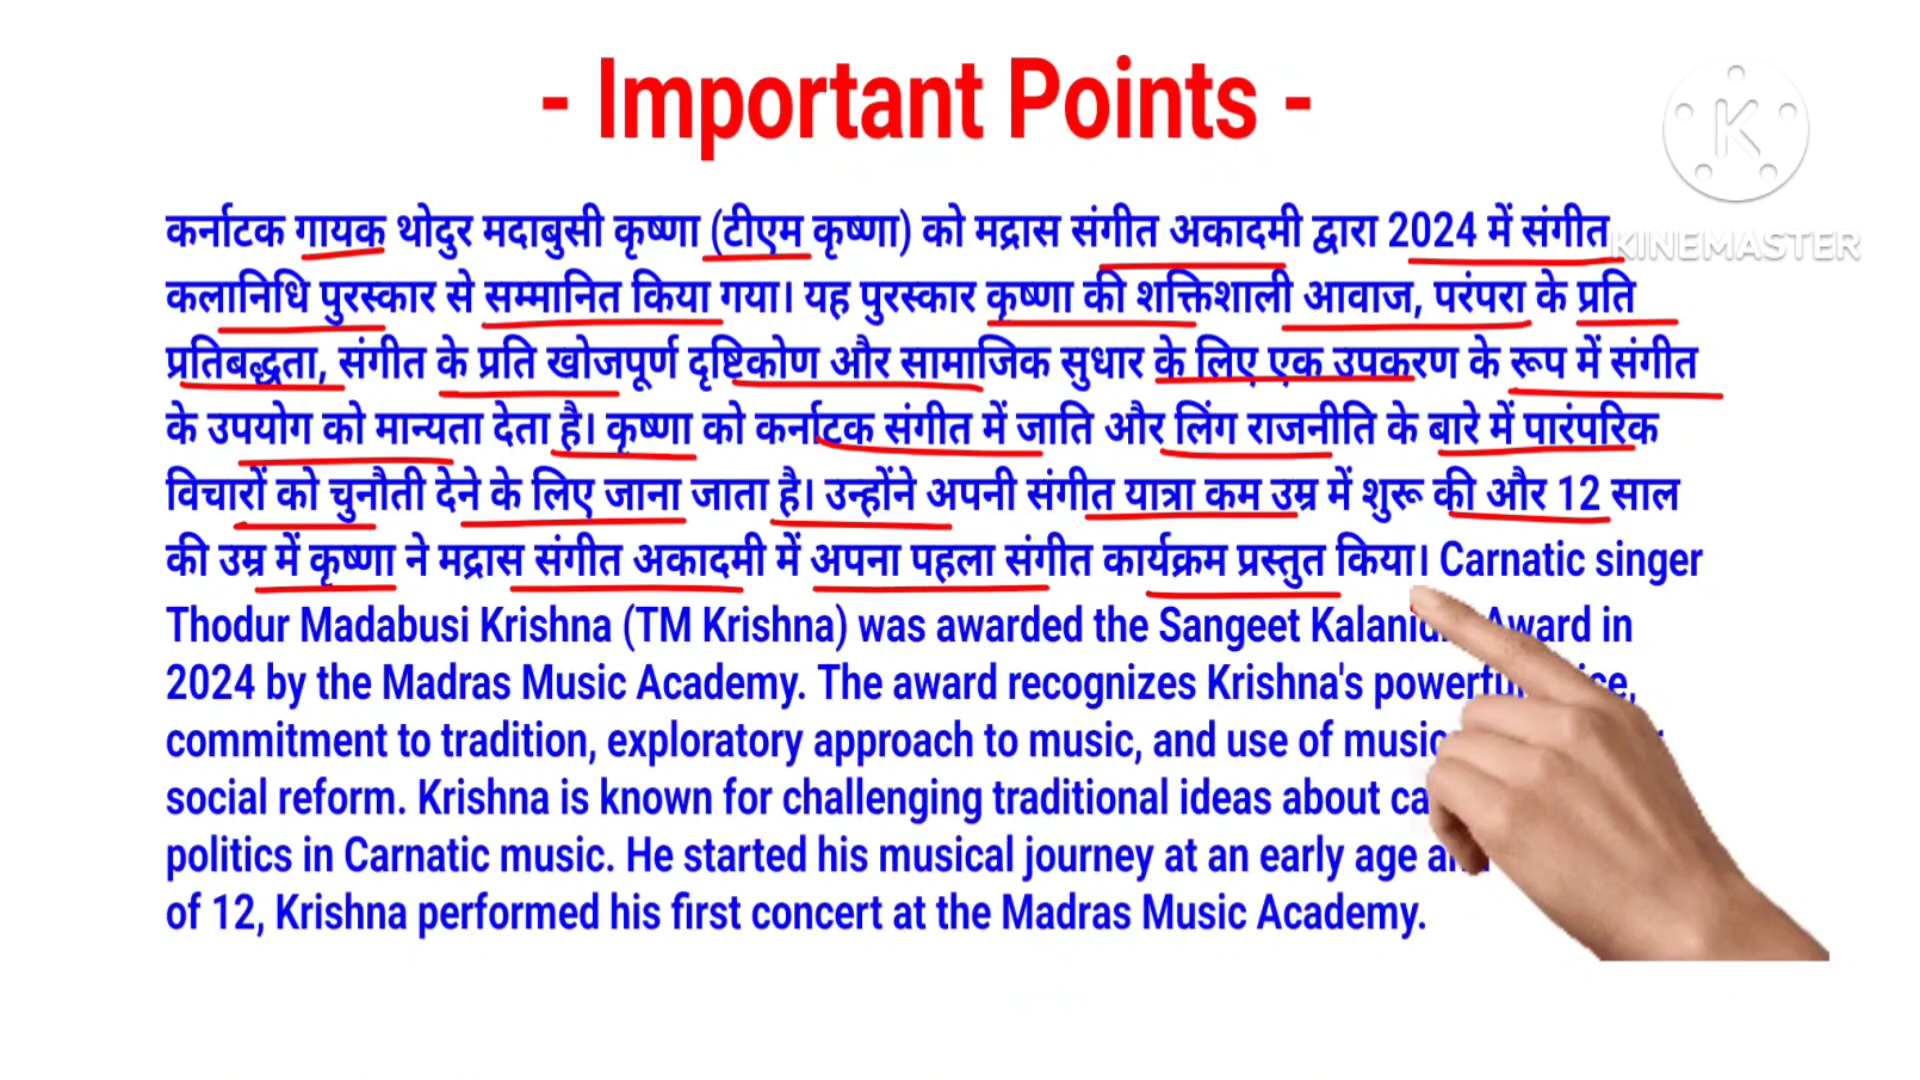 - Important Points -
K
KINEMASTER
कर्नाटक गायक थोदुर मदाबुसी कृष्णा (टीएम कृष्णा) को मद्रास संगीत अकादमी द्वारा 2024 में संगीत
कलानिधि पुरस्कार से सम्मानित किया गया। यह पुरस्कार कृष्णा की शक्तिशाली आवाज, परंपरा के प्रति
प्रतिबद्धता, संगीत के प्रति खोजपूर्ण दृष्टिकोण और सामाजिक सुधार के लिए एक उपकरण के रूप में संगीत
के उपयोग को मान्यता देता है। कृष्णा को कर्नाटक संगीत में जाति और लिंग राजनीति के बारे में पारंपरिक
विचारों को चुनौती देने के लिए जाना जाता है। उन्होंने अपनी संगीत यात्रा कम उम्र में शुरू की और 12 साल
की उम्र में कृष्णा ने मद्रास संगीत अकादमी में अपना पहला संगीत कार्यक्रम प्रस्तुत किया। Carnatic singer
Thodur Madabusi Krishna (TM Krishna) was awarded the Sangeet Award in
2024 by the Madras Music Academy. The award recognizes Krishna's
commitment to tradition, exploratory approach to music, and use of music
social reform. Krishna is known for challenging traditional ideas about
politics in Carnatic music. He started his musical journey at an early age
of 12, Krishna performed his first concert at the Madras Music Academy.